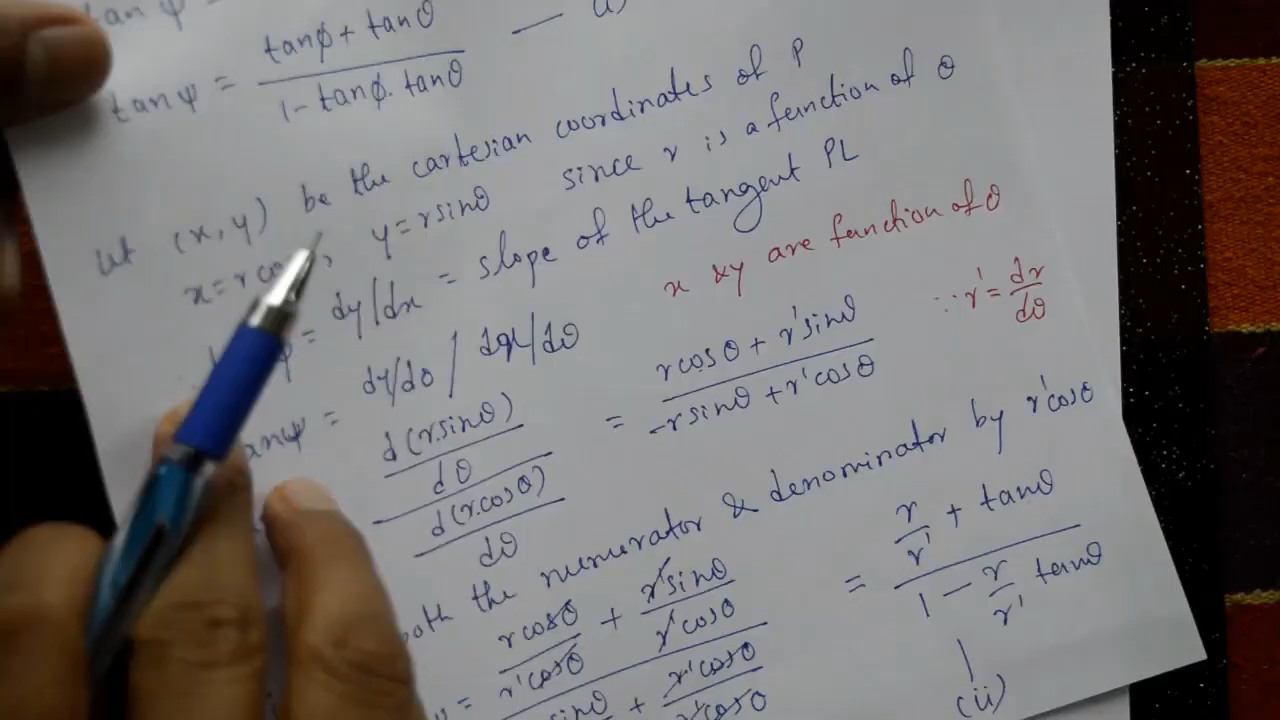 tan ψ =
tanψ = (tanϕ + tanθ) / (1 - tanϕ. tanθ)
Let (x, y) be the cartesian coordinates of P
x = r , y = r sinθ since r is a function of θ
= dy/dx = slope of the tangent PL
x & y are function of θ
dy/dθ / dx/dθ
∵ r' = dr/dθ
tanψ = (d(r.sinθ)/dθ) / (d(r.cosθ)/dθ) = (r cosθ + r' sinθ) / (-r sinθ + r' cosθ)
both the numerator & denominator by r' cosθ
= (r cosθ / r' cosθ + r' sinθ / r' cosθ) / ( sinθ + r' cosθ / r' cosθ) = (r/r' + tanθ) / (1 - r/r' tanθ)
(ii)